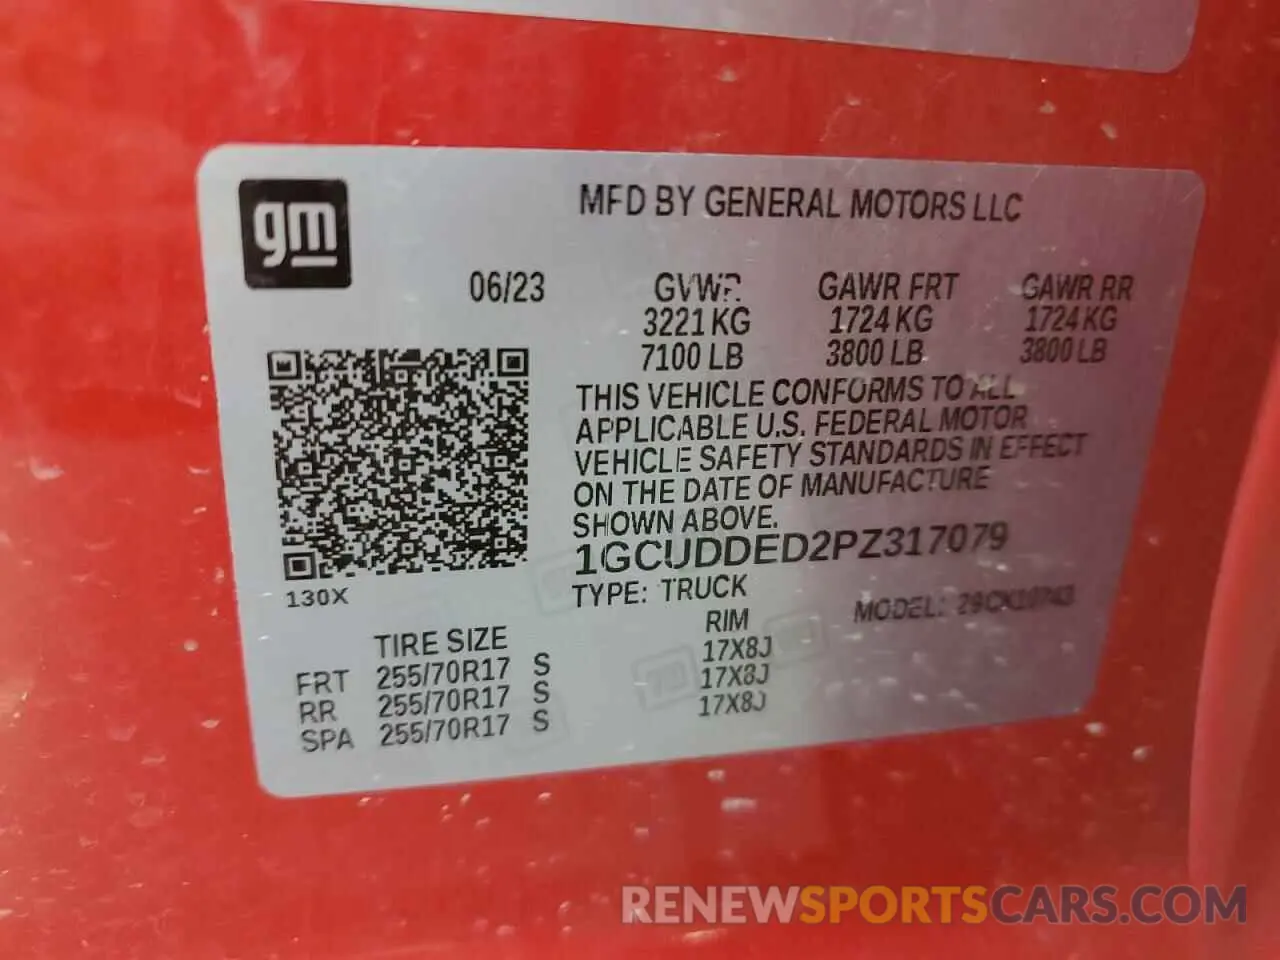 gm
MFD BY GENERAL MOTORS LLC
06/23 GVWR GAWR FRT GAWR RR
3221 KG 1724 KG 1724 KG
7100 LB 3800 LB 3800 LB
THIS VEHICLE CONFORMS TO ALL
APPLICABLE U.S. FEDERAL MOTOR
VEHICLE SAFETY STANDARDS IN EFFECT
ON THE DATE OF MANUFACTURE
SHOWN ABOVE.
1GCUDDED2PZ317079
130X
TYPE: TRUCK
MODEL:
TIRE SIZE RIM
FRT 255/70R17 S 17X8J
RR 255/70R17 S 17X8J
SPA 255/70R17 S 17X8J
RENEWSPORTSCARS.COM